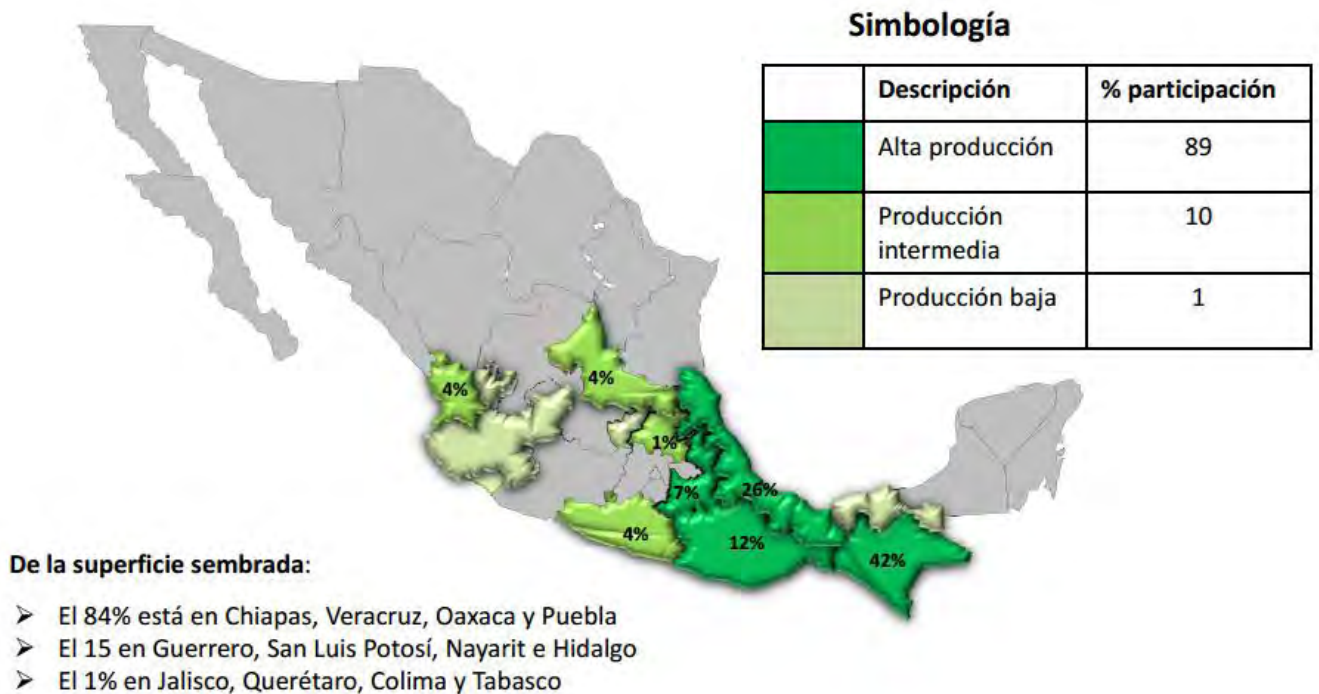 Simbología
Descripción % participación
Alta producción 89
Producción 10
intermedia
Producción baja 1
4%
4%
1%
7%
26%
4%
12%
42%
De la superficie sembrada:
➢ El 84% está en Chiapas, Veracruz, Oaxaca y Puebla
➢ El 15 en Guerrero, San Luis Potosí, Nayarit e Hidalgo
➢ El 1% en Jalisco, Querétaro, Colima y Tabasco